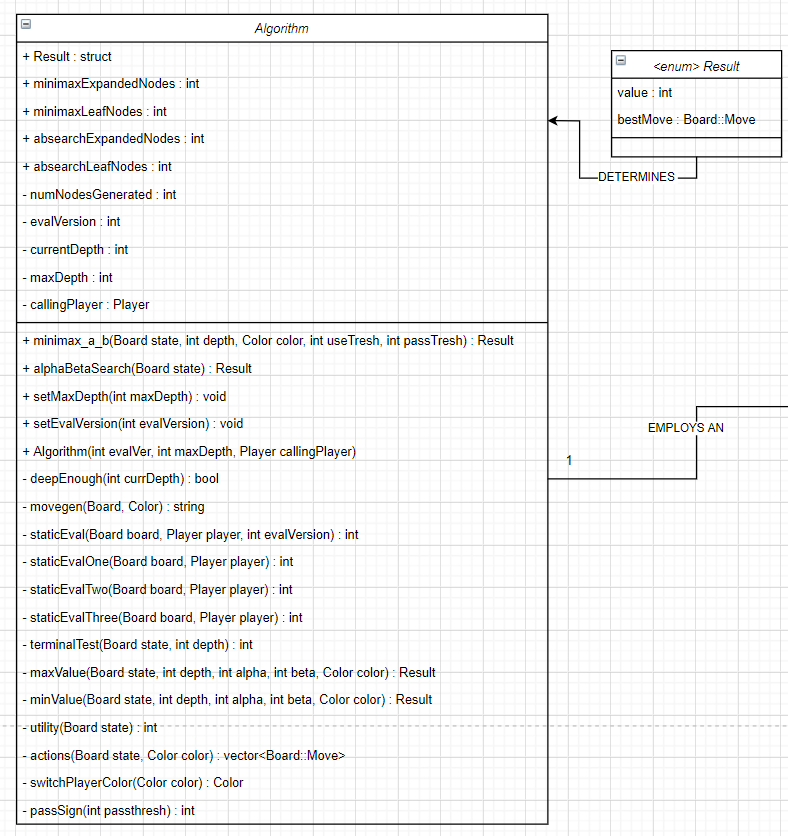 Algorithm
+ Result : struct
+ minimaxExpandedNodes : int
+ minimaxLeafNodes : int
+ absearchExpandedNodes : int
+ absearchLeafNodes : int
- numNodesGenerated : int
- evalVersion : int
- currentDepth : int
- maxDepth : int
- callingPlayer : Player
+ minimax_a_b(Board state, int depth, Color color, int useTresh, int passTresh) : Result
+ alphaBetaSearch(Board state) : Result
+ setMaxDepth(int maxDepth) : void
+ setEvalVersion(int evalVersion) : void
+ Algorithm(int evalVer, int maxDepth, Player callingPlayer)
- deepEnough(int currDepth) : bool
- movegen(Board, Color) : string
- staticEval(Board board, Player player, int evalVersion) : int
- staticEvalOne(Board board, Player player) : int
- staticEvalTwo(Board board, Player player) : int
- staticEvalThree(Board board, Player player) : int
- terminalTest(Board state, int depth) : int
- maxValue(Board state, int depth, int alpha, int beta, Color color) : Result
- minValue(Board state, int depth, int alpha, int beta, Color color) : Result
- utility(Board state) : int
- actions(Board state, Color color) : vector<Board::Move>
- switchPlayerColor(Color color) : Color
- passSign(int passthresh) : int
<enum> Result
value : int
bestMove : Board::Move
DETERMINES
EMPLOYS AN
1